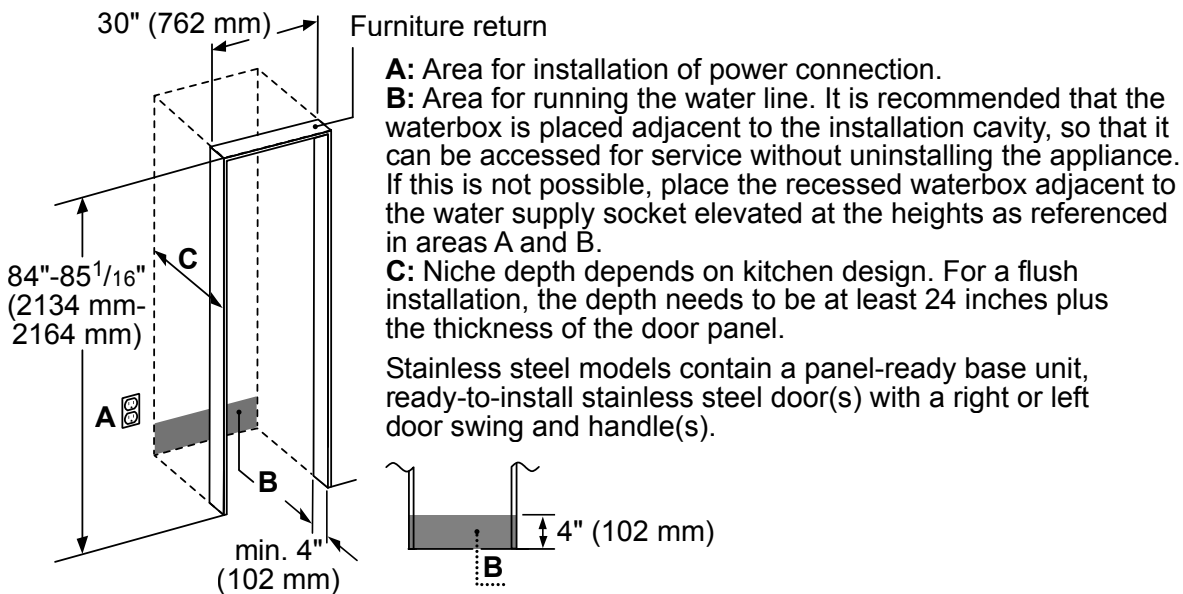 30" (762 mm)
Furniture return
A: Area for installation of power connection.
B: Area for running the water line. It is recommended that the
waterbox is placed adjacent to the installation cavity, so that it
can be accessed for service without uninstalling the appliance.
If this is not possible, place the recessed waterbox adjacent to
the water supply socket elevated at the heights as referenced
in areas A and B.
C: Niche depth depends on kitchen design. For a flush
installation, the depth needs to be at least 24 inches plus
the thickness of the door panel.
Stainless steel models contain a panel-ready base unit,
ready-to-install stainless steel door(s) with a right or left
door swing and handle(s).
C
84"-85 1/16"
(2134 mm-
2164 mm)
A
B
min. 4"
(102 mm)
4" (102 mm)
B